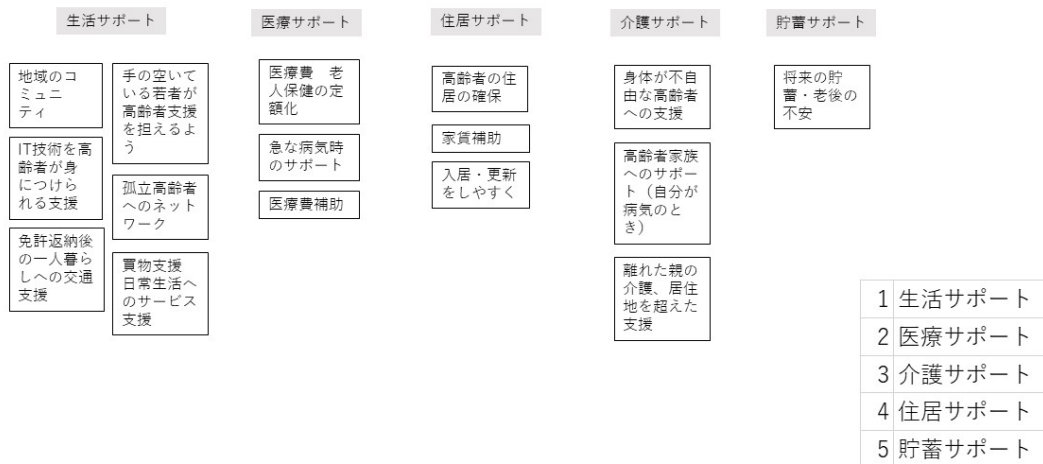 生活サポート
医療サポート
住居サポート
介護サポート
貯蓄サポート
地域のコ
ミュニ
ティ
IT技術を高
齢者が身
につけら
れる支援
免許返納後
の一人暮ら
しへの交通
支援
手の空いて
いる若者が
高齢者支援
を担えるよ
う
孤立高齢者
へのネット
ワーク
買物支援
日常生活へ
のサービス
支援
医療費　老
人保健の定
額化
急な病気時
のサポート
医療費補助
高齢者の住
居の確保
家賃補助
入居・更新
をしやすく
身体が不自
由な高齢者
への支援
高齢者家族
へのサポー
ト（自分が
病気のと
き）
離れた親の
介護、居住
地を超えた
支援
将来の貯
蓄・老後の
不安
1 生活サポート
2 医療サポート
3 介護サポート
4 住居サポート
5 貯蓄サポート